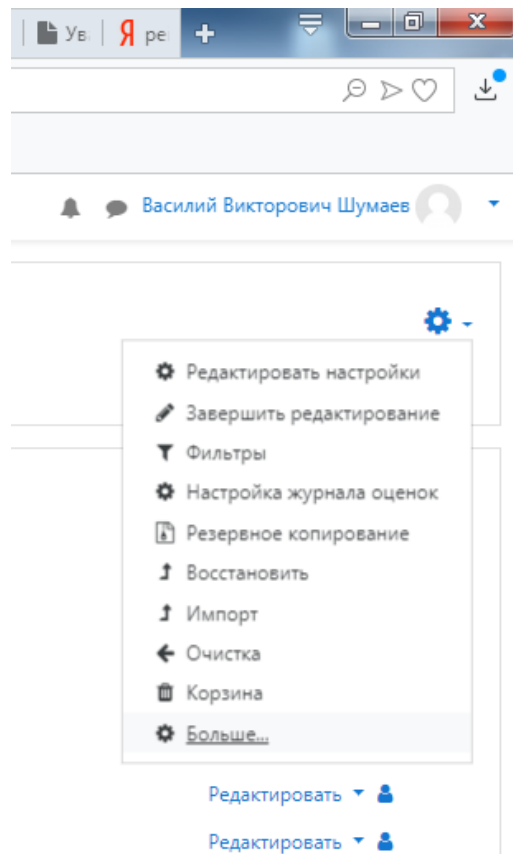 Ув Я ре
Василий Викторович Шумаев
Редактировать настройки
Завершить редактирование
Фильтры
Настройка журнала оценок
Резервное копирование
Восстановить
Импорт
Очистка
Корзина
Больше...
Редактировать
Редактировать